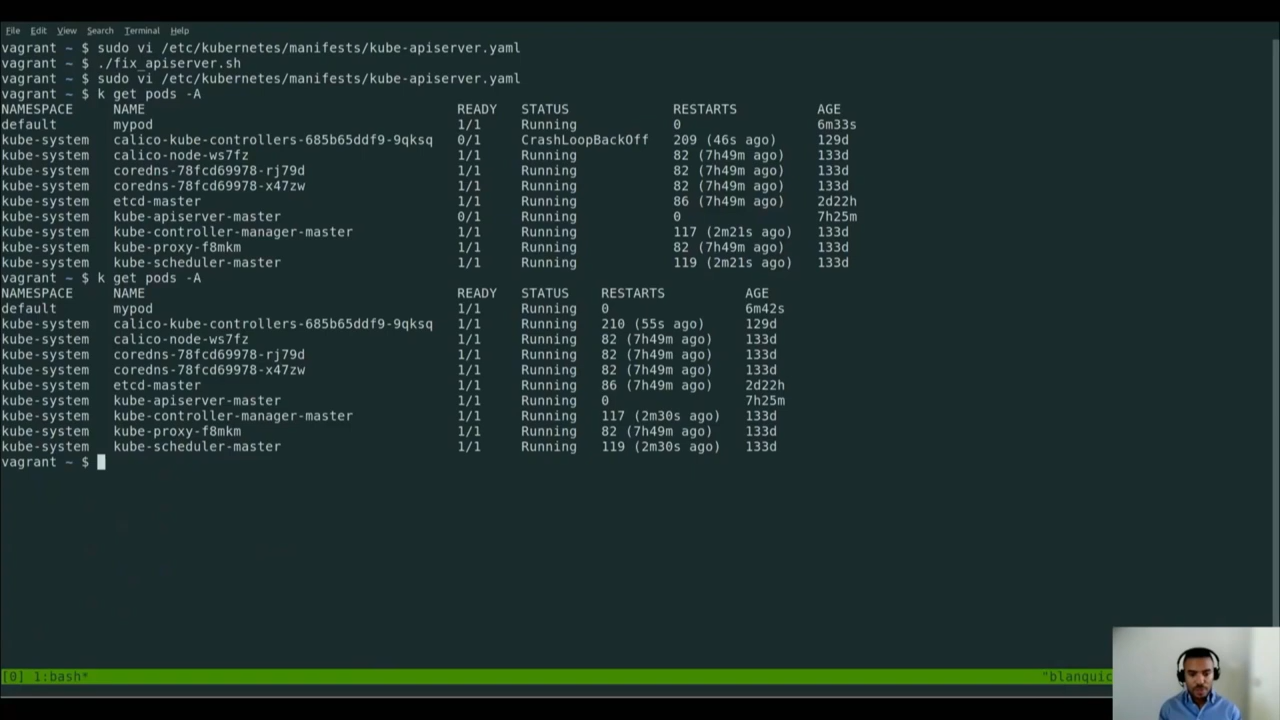 File Edit View Search Terminal Help
vagrant ~ $ sudo vi /etc/kubernetes/manifests/kube-apiserver.yaml
vagrant ~ $ ./fix_apiserver.sh
vagrant ~ $ sudo vi /etc/kubernetes/manifests/kube-apiserver.yaml
vagrant ~ $ k get pods -A
NAMESPACE NAME READY STATUS RESTARTS AGE
default mypod 1/1 Running 0 6m33s
kube-system calico-kube-controllers-685b65ddf9-9qksq 0/1 CrashLoopBackOff 209 (46s ago) 129d
kube-system calico-node-ws7fz 1/1 Running 82 (7h49m ago) 133d
kube-system coredns-78fcd69978-rj79d 1/1 Running 82 (7h49m ago) 133d
kube-system coredns-78fcd69978-x47zw 1/1 Running 82 (7h49m ago) 133d
kube-system etcd-master 1/1 Running 86 (7h49m ago) 2d22h
kube-system kube-apiserver-master 0/1 Running 0 7h25m
kube-system kube-controller-manager-master 1/1 Running 117 (2m21s ago) 133d
kube-system kube-proxy-f8mkm 1/1 Running 82 (7h49m ago) 133d
kube-system kube-scheduler-master 1/1 Running 119 (2m21s ago) 133d
vagrant ~ $ k get pods -A
NAMESPACE NAME READY STATUS RESTARTS AGE
default mypod 1/1 Running 0 6m42s
kube-system calico-kube-controllers-685b65ddf9-9qksq 1/1 Running 210 (55s ago) 129d
kube-system calico-node-ws7fz 1/1 Running 82 (7h49m ago) 133d
kube-system coredns-78fcd69978-rj79d 1/1 Running 82 (7h49m ago) 133d
kube-system coredns-78fcd69978-x47zw 1/1 Running 82 (7h49m ago) 133d
kube-system etcd-master 1/1 Running 86 (7h49m ago) 2d22h
kube-system kube-apiserver-master 1/1 Running 0 7h25m
kube-system kube-controller-manager-master 1/1 Running 117 (2m30s ago) 133d
kube-system kube-proxy-f8mkm 1/1 Running 82 (7h49m ago) 133d
kube-system kube-scheduler-master 1/1 Running 119 (2m30s ago) 133d
vagrant ~ $
[0] 1:bash* "blanquic